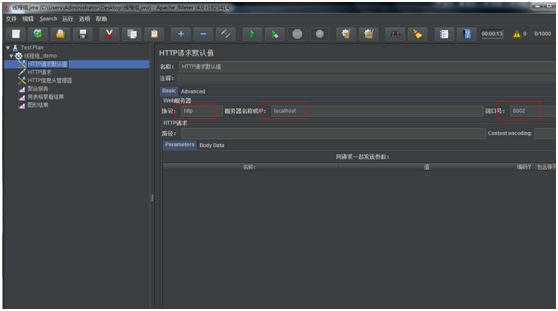 线程组.jmx (C:\Users\Administrator\Desktop\线程组.jmx) - Apache JMeter (4.0 r1823414)
文件 编辑 Search 运行 选项 帮助
00:00:13 0 0/1000
Test Plan
线程组_demo
HTTP请求默认值
HTTP请求
HTTP信息头管理器
聚合报告
用表格察看结果
图形结果
HTTP请求默认值
名称： HTTP请求默认值
注释：
Basic Advanced
Web服务器
协议： http 服务器名称或IP： localhost 端口号： 8002
HTTP请求
路径： Content encoding:
Parameters Body Data
同请求一起发送参数：
名称： 值 编码? 包含等于